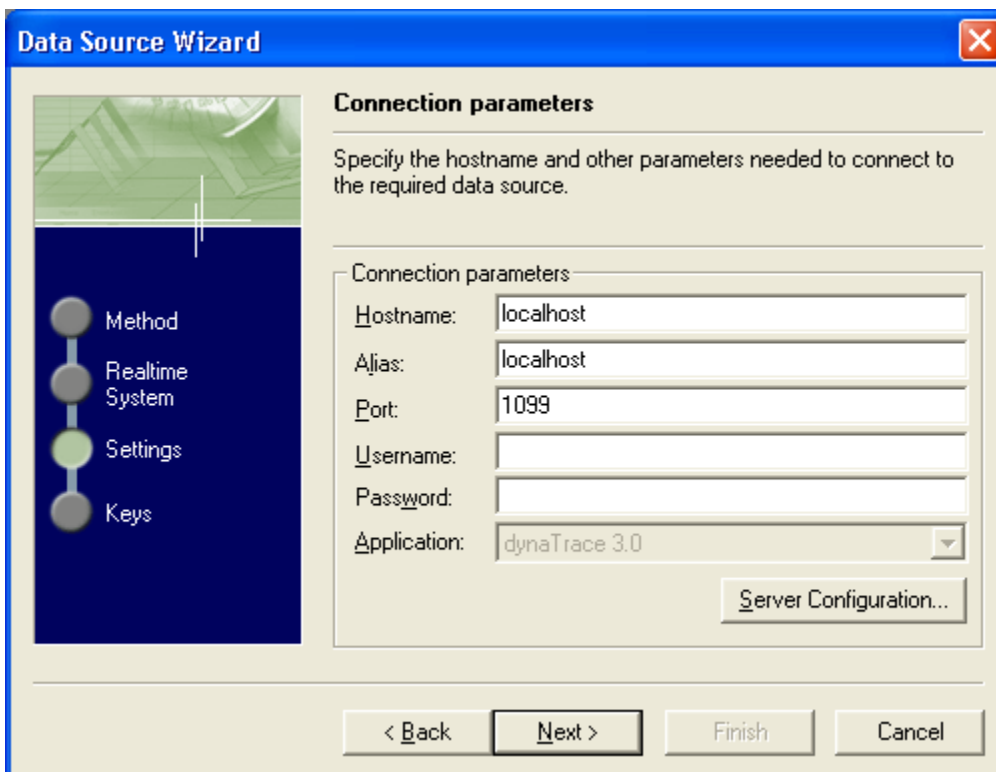 Data Source Wizard
Connection parameters
Specify the hostname and other parameters needed to connect to
the required data source.
Method
Realtime
System
Settings
Keys
Connection parameters
Hostname: localhost
Alias: localhost
Port: 1099
Username:
Password:
Application: dynaTrace 3.0
Server Configuration...
< Back Next > Finish Cancel